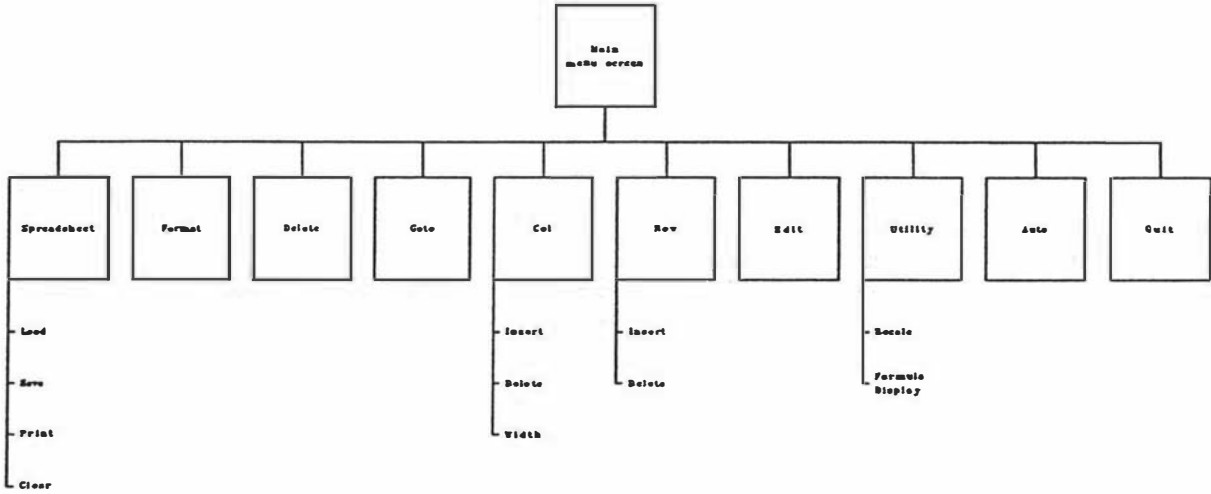 Main
menu screen
Spreadsheet
Format
Delete
Goto
Col
Row
Edit
Utility
Auto
Quit
Load
Save
Print
Clear
Insert
Delete
Width
Insert
Delete
Recalc
Formula
Display